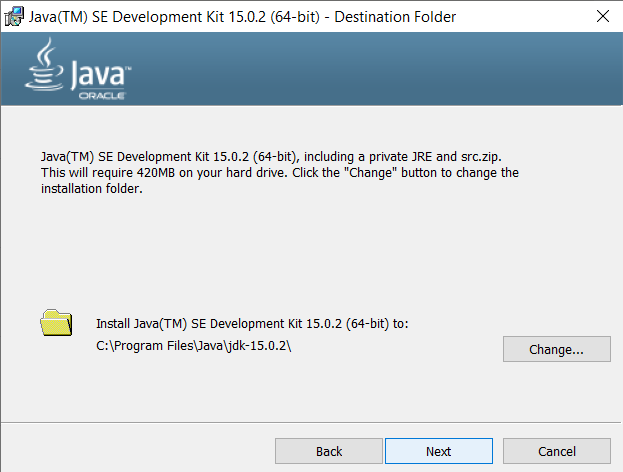 Java(TM) SE Development Kit 15.0.2 (64-bit) - Destination Folder
Java™
ORACLE
Java(TM) SE Development Kit 15.0.2 (64-bit), including a private JRE and src.zip.
This will require 420MB on your hard drive. Click the "Change" button to change the
installation folder.
Install Java(TM) SE Development Kit 15.0.2 (64-bit) to:
C:\Program Files\Java\jdk-15.0.2\
Change...
Back
Next
Cancel